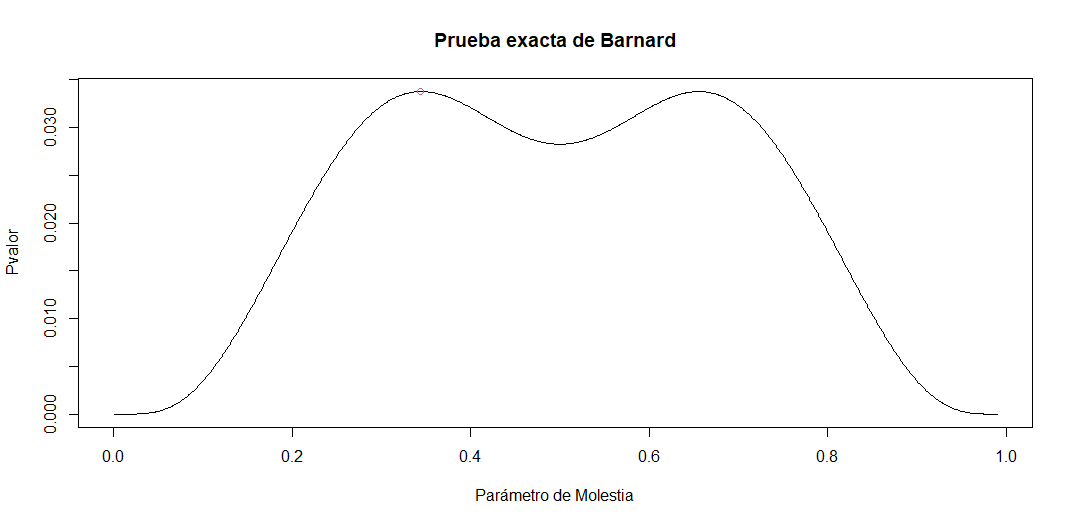 Prueba exacta de Barnard
Pvalor
0.030
0.020
0.010
0.000
0.0 0.2 0.4 0.6 0.8 1.0
Parámetro de Molestia